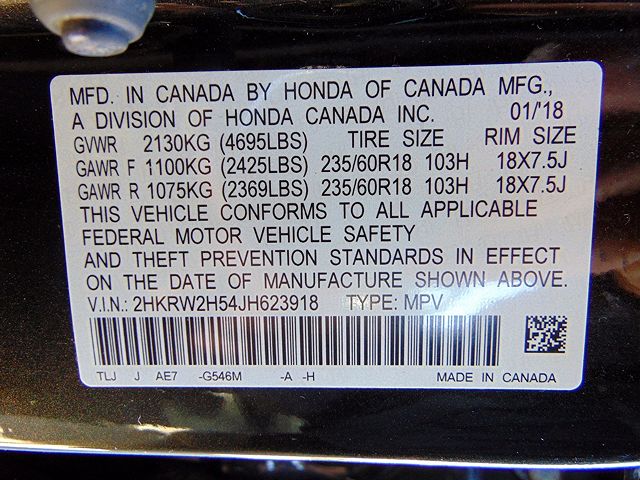 MFD. IN CANADA BY HONDA OF CANADA MFG.,
A DIVISION OF HONDA CANADA INC. 01/'18
GVWR 2130KG (4695LBS) TIRE SIZE RIM SIZE
GAWR F 1100KG (2425LBS) 235/60R18 103H 18X7.5J
GAWR R 1075KG (2369LBS) 235/60R18 103H 18X7.5J
THIS VEHICLE CONFORMS TO ALL APPLICABLE
FEDERAL MOTOR VEHICLE SAFETY
AND THEFT PREVENTION STANDARDS IN EFFECT
ON THE DATE OF MANUFACTURE SHOWN ABOVE.
V.I.N.: 2HKRW2H54JH623918 TYPE: MPV
TLJ J AE7 -G546M -A -H MADE IN CANADA